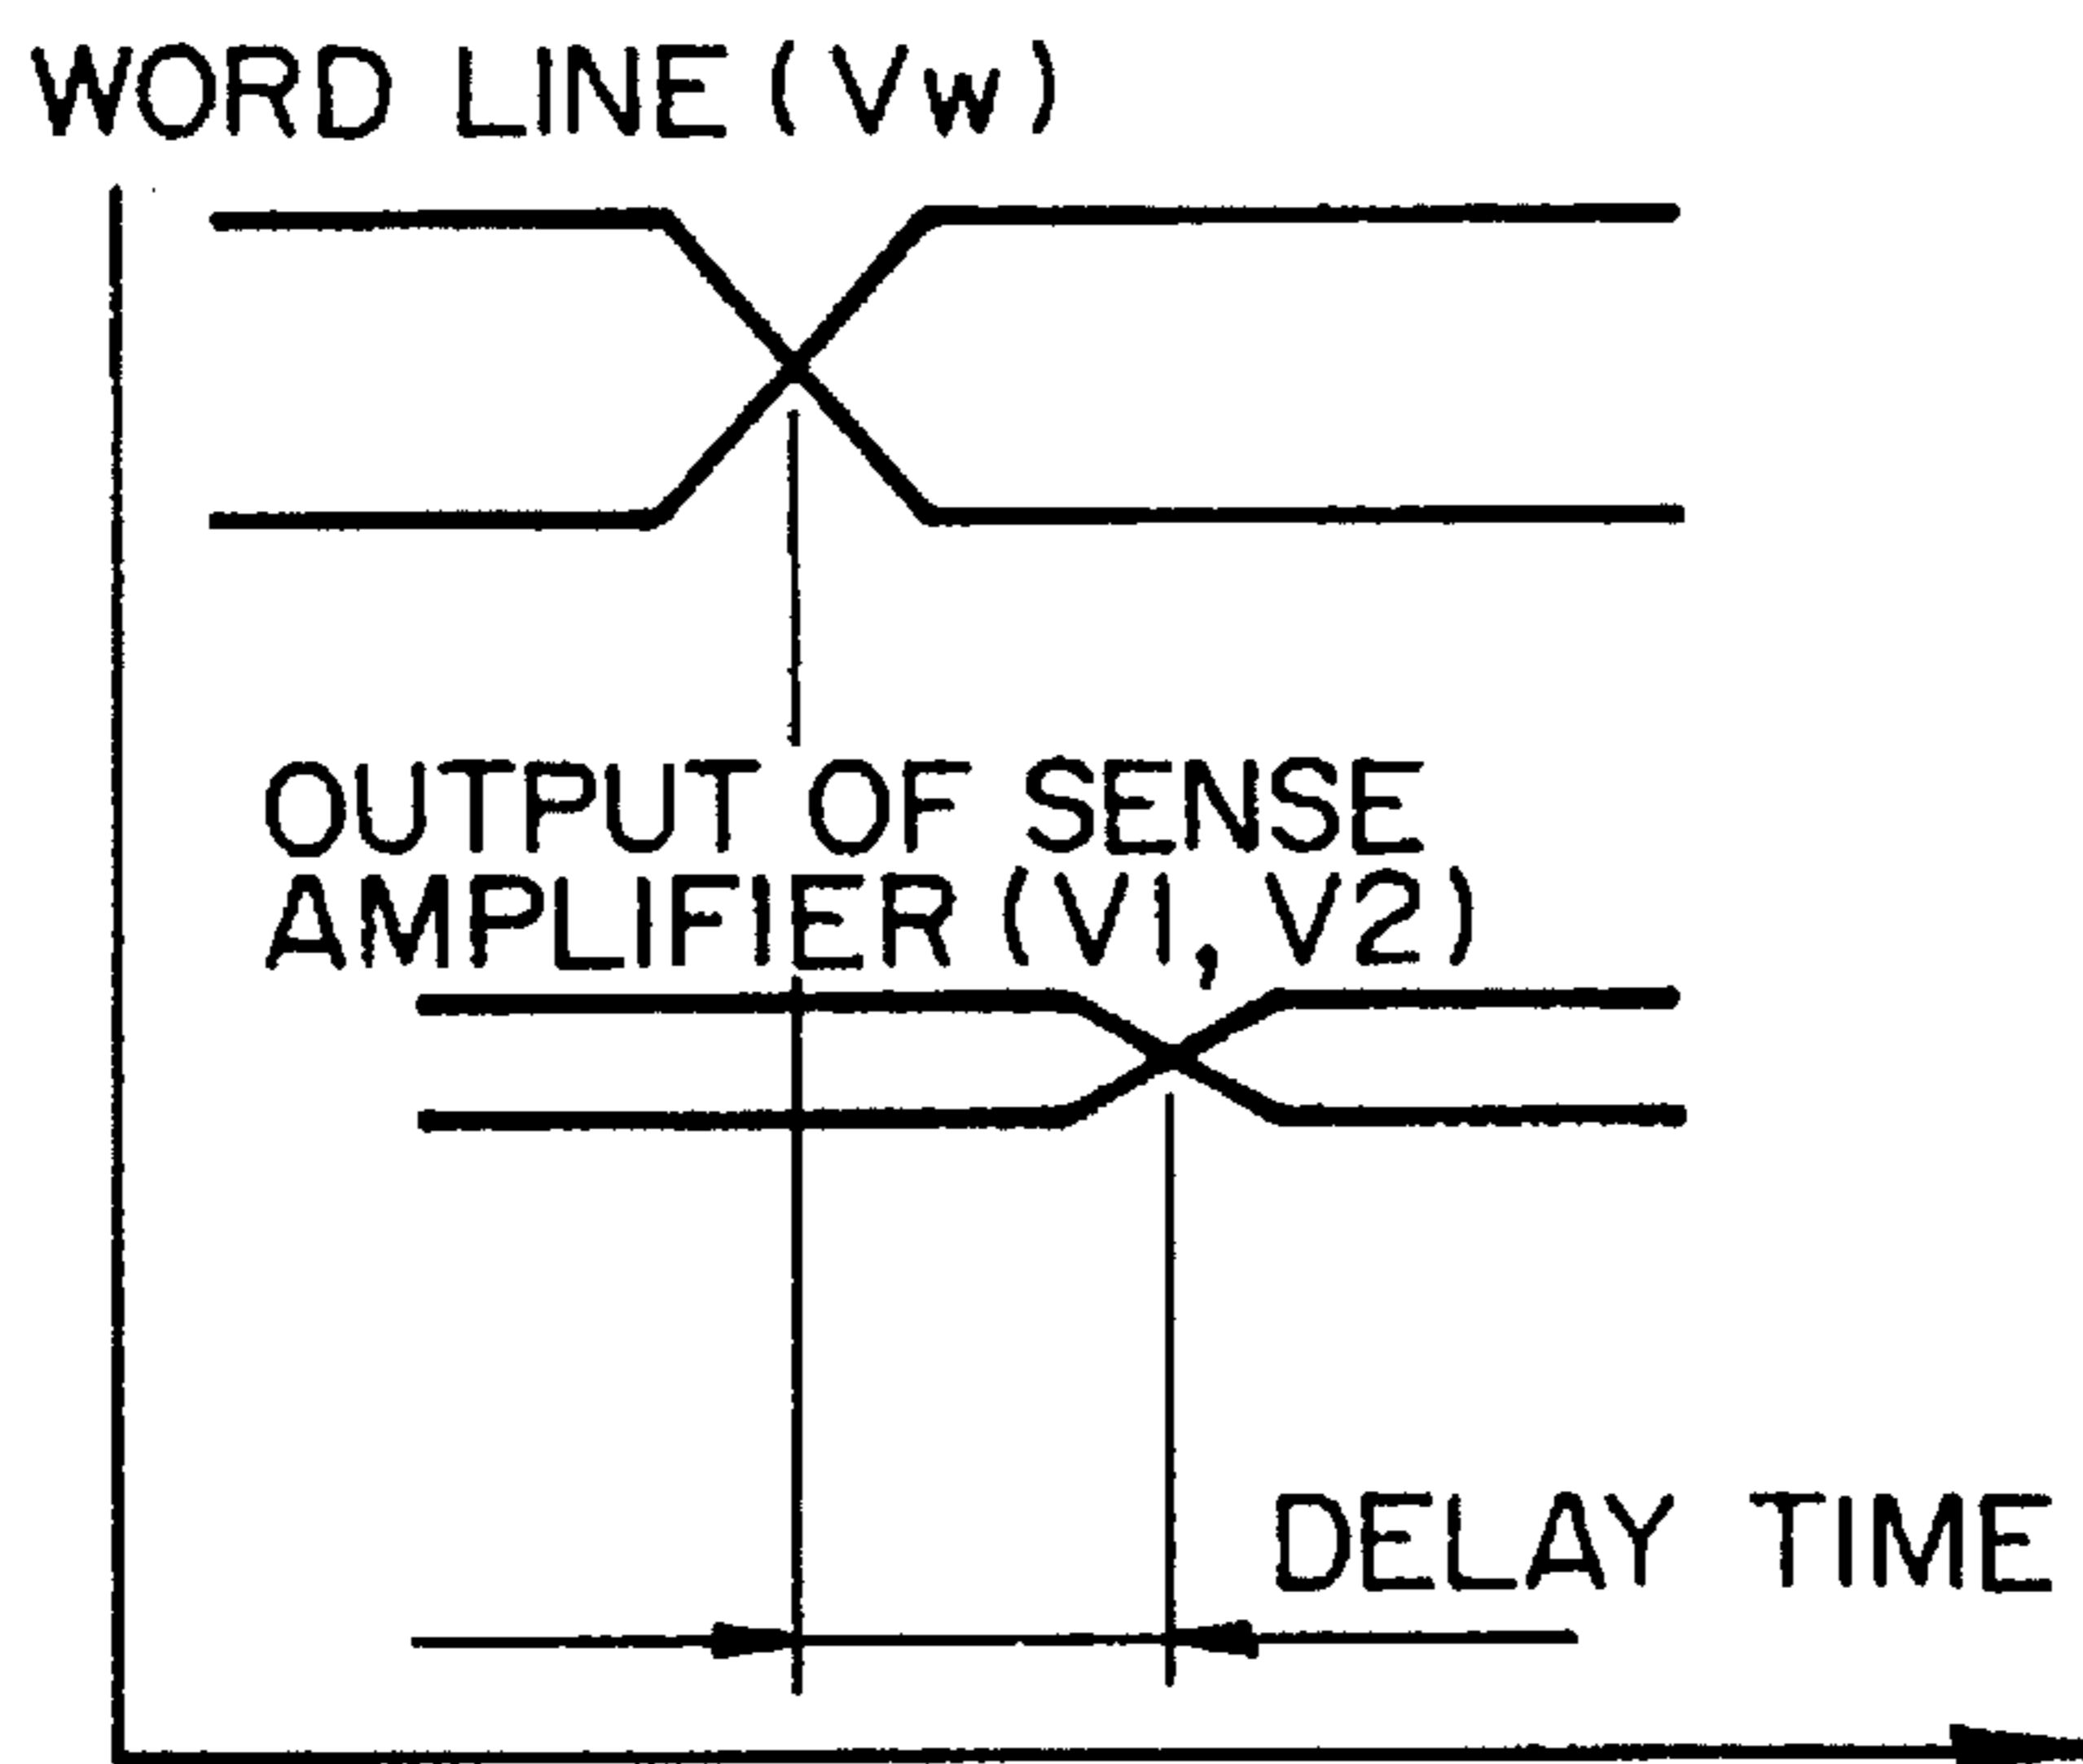 WORD LINE (Vw)
OUTPUT OF SENSE
AMPLIFIER (V1, V2)
DELAY TIME